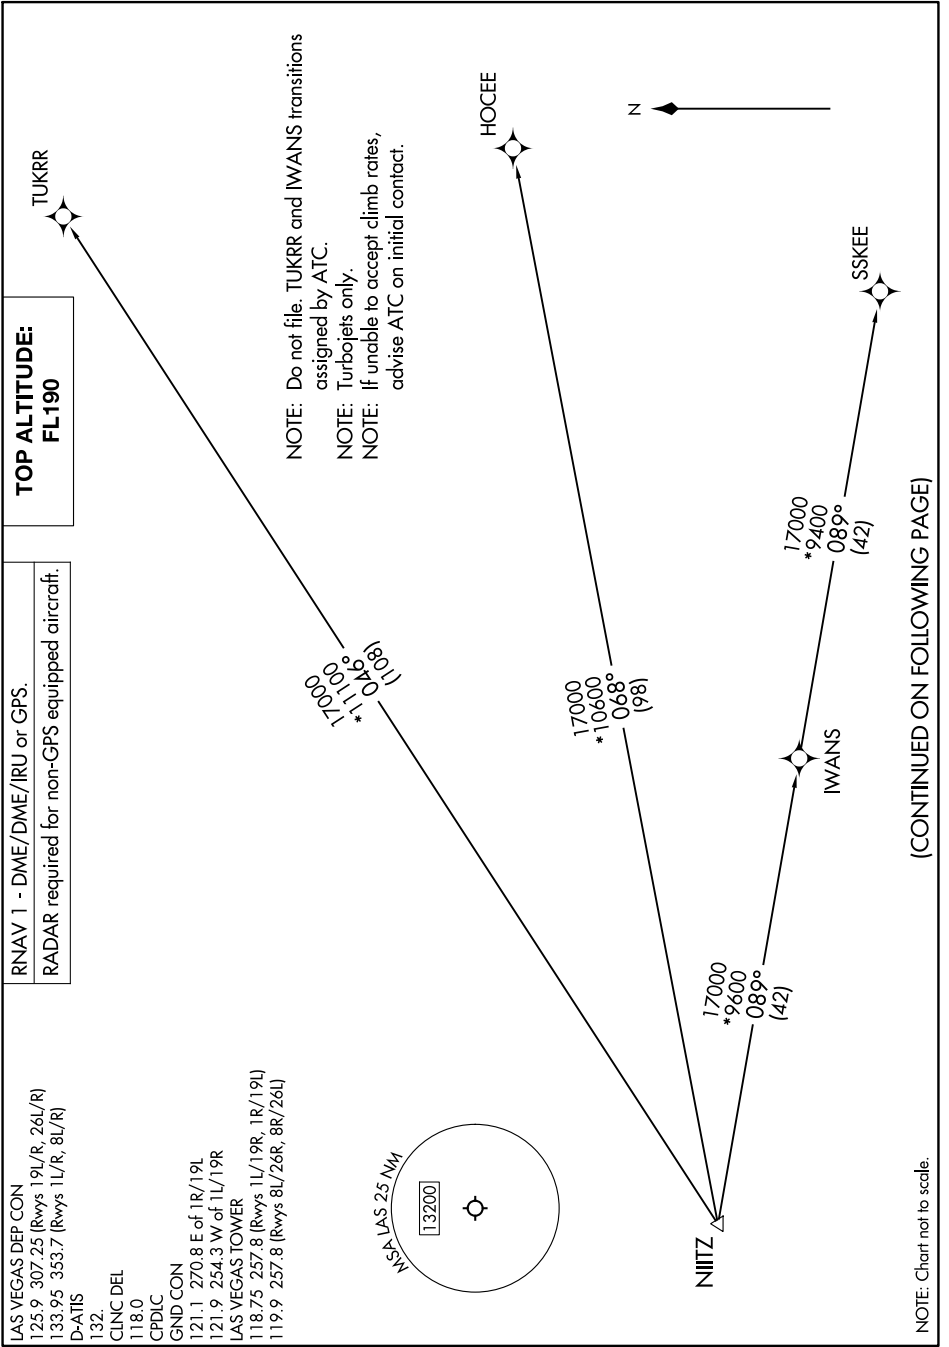 LAS VEGAS DEP CON
125.9 307.25 (Rwys 19L/R, 26L/R)
133.95 353.7 (Rwys 1L/R, 8L/R)
D-ATIS
132.
CLNC DEL
118.0
CPDLC
GND CON
121.1 270.8 E of 1R/19L
121.9 254.3 W of 1L/19R
LAS VEGAS TOWER
118.75 257.8 (Rwys 1L/19R, 1R/19L)
119.9 257.8 (Rwys 8L/26R, 8R/26L)
RNAV 1 - DME/DME/IRU or GPS.
RADAR required for non-GPS equipped aircraft.
TOP ALTITUDE:
FL190
TUKRR
NOTE: Do not file. TUKRR and IWANS transitions
assigned by ATC.
NOTE: Turbojets only.
NOTE: If unable to accept climb rates,
advise ATC on initial contact.
HOCEE
N
17000
*11100
046°
(108)
MSA LAS 25 NM
13200
17000
*10600
068°
(98)
SSKEE
17000
*9400
089°
(42)
IWANS
17000
*9600
089°
(42)
NIITZ
(CONTINUED ON FOLLOWING PAGE)
NOTE: Chart not to scale.